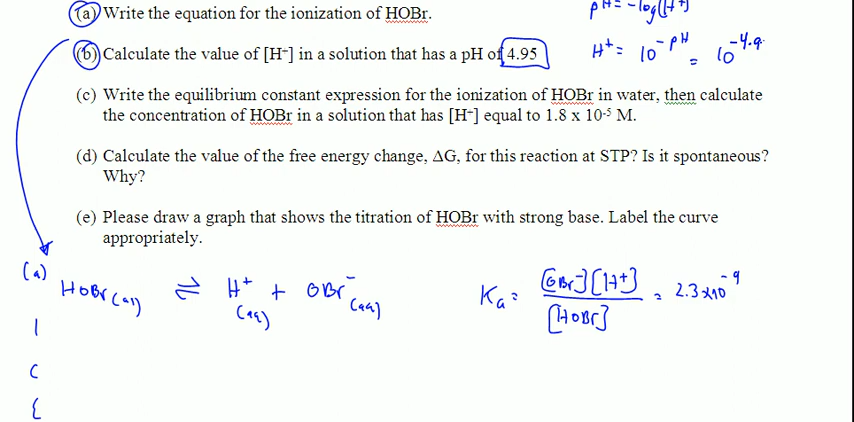 (a) Write the equation for the ionization of HOBr.
pH = -log(H+)
(b) Calculate the value of [H+] in a solution that has a pH of 4.95
H+ = 10^-pH = 10^-4.9
(c) Write the equilibrium constant expression for the ionization of HOBr in water, then calculate
the concentration of HOBr in a solution that has [H+] equal to 1.8 x 10-5 M.
(d) Calculate the value of the free energy change, ΔG, for this reaction at STP? Is it spontaneous?
Why?
(e) Please draw a graph that shows the titration of HOBr with strong base. Label the curve
appropriately.
(a) HOBr(aq) ⇌ H+(aq) + OBr-(aq)
Ka = [OBr-][H+] / [HOBr] = 2.3x10^-9
I
C
E